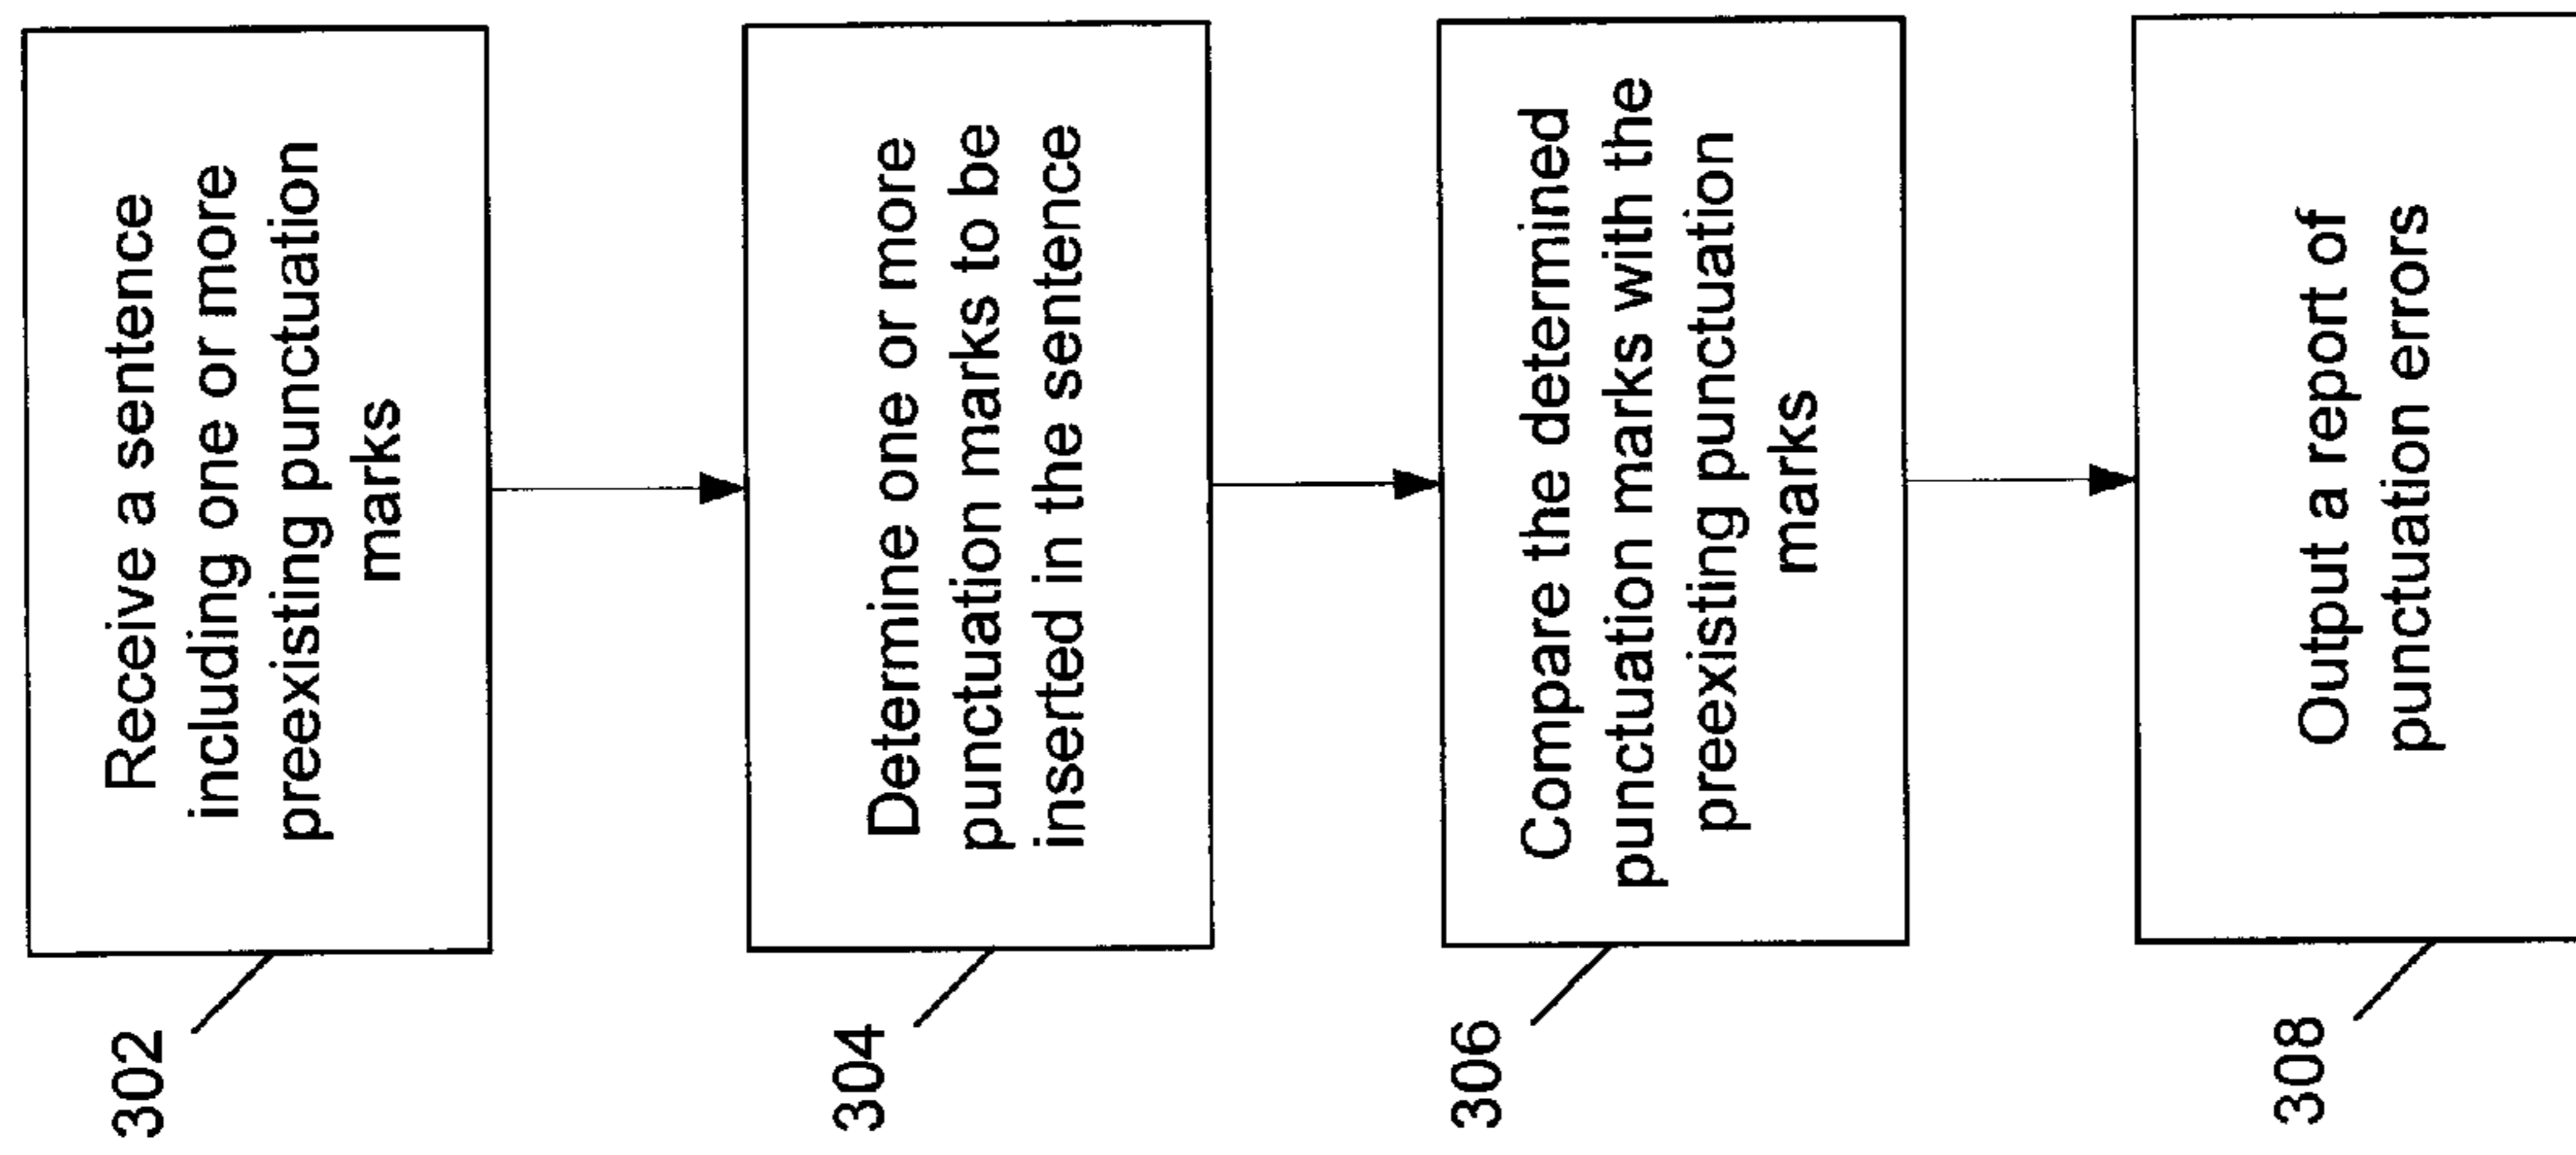 302
Receive a sentence
including one or more
preexisting punctuation
marks
304
Determine one or more
punctuation marks to be
inserted in the sentence
306
Compare the determined
punctuation marks with the
preexisting punctuation
marks
308
Output a report of
punctuation errors